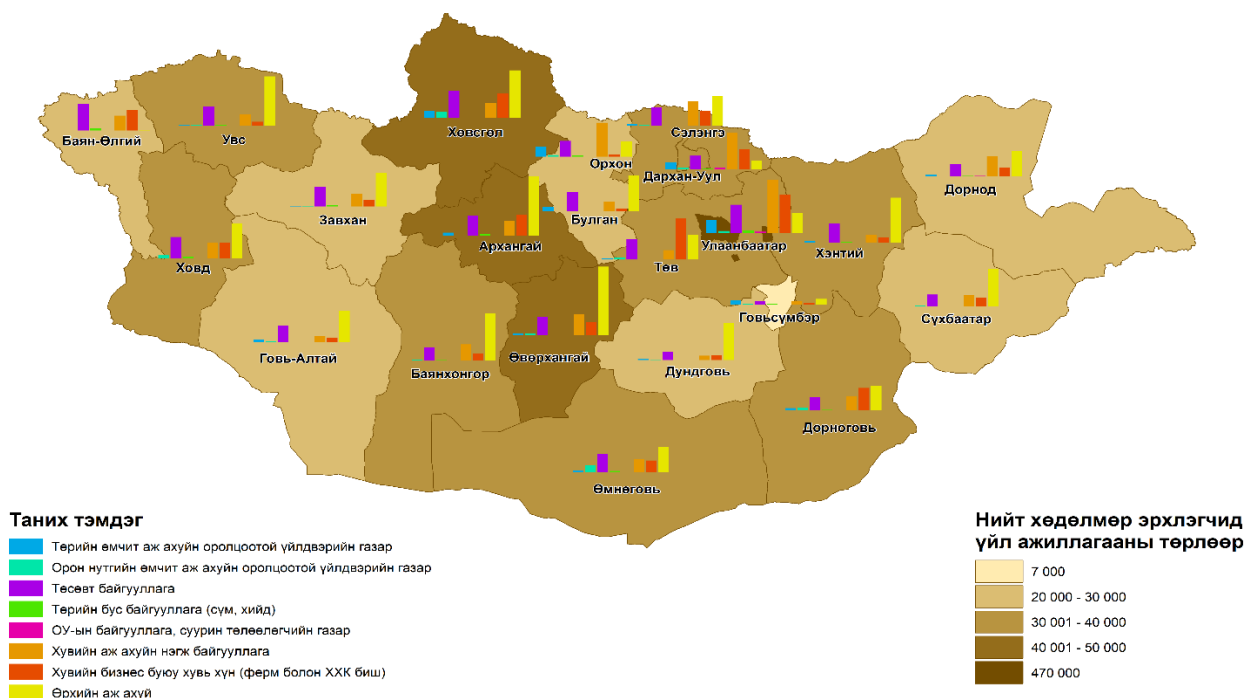 Хөвсгөл
Сэлэнгэ
Баян-Өлгий
Увс
Орхон
Дархан-Уул
Дорнод
Завхан
Булган
Архангай
Улаанбаатар
Хэнтий
Ховд
Төв
Говьсүмбэр
Сүхбаатар
Говь-Алтай
Баянхонгор
Өвөрхангай
Дундговь
Дорноговь
Өмнөговь
Таних тэмдэг
Төрийн өмчит аж ахуйн оролцоотой үйлдвэрийн газар
Орон нутгийн өмчит аж ахуйн оролцоотой үйлдвэрийн газар
Төсөвт байгууллага
Төрийн бус байгууллага (сүм, хийд)
ОУ-ын байгууллага, суурин төлөөлөгчийн газар
Хувийн аж ахуйн нэгж байгууллага
Хувийн бизнес буюу хувь хүн (ферм болон ХХК биш)
Өрхийн аж ахуй
Нийт хөдөлмөр эрхлэгчид
үйл ажиллагааны төрлөөр
7 000
20 000 - 30 000
30 001 - 40 000
40 001 - 50 000
470 000